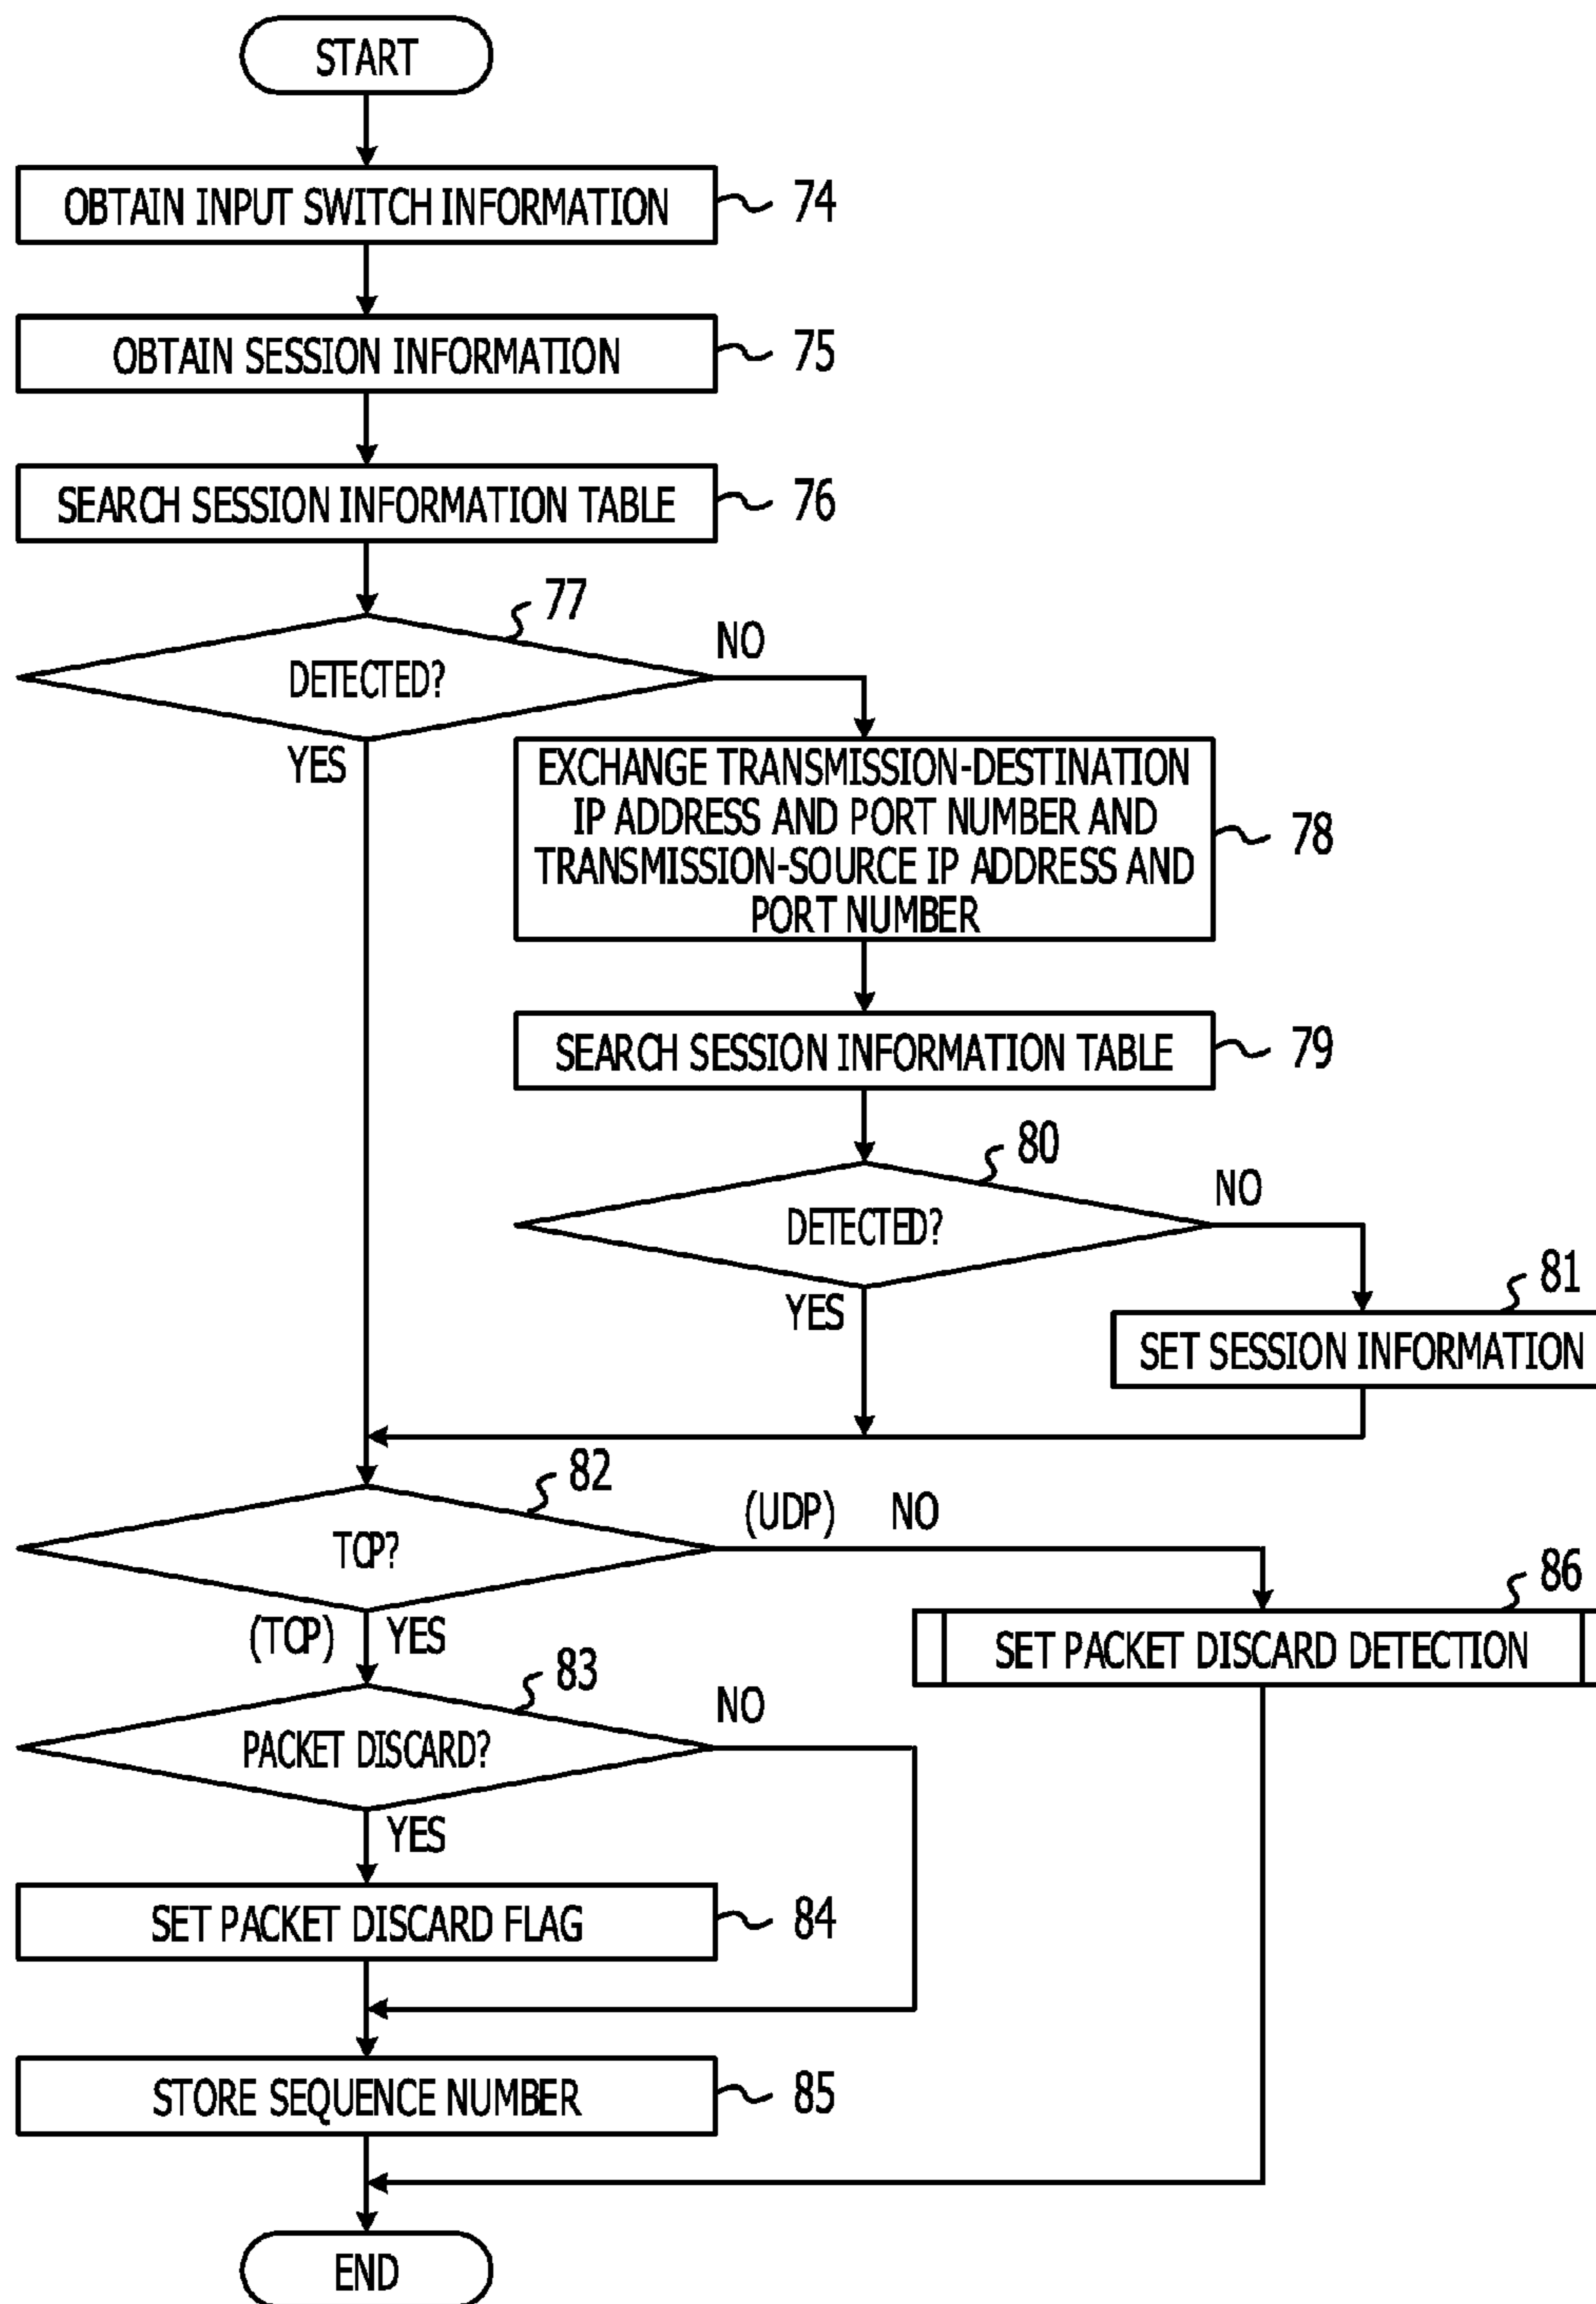 START
OBTAIN INPUT SWITCH INFORMATION
74
OBTAIN SESSION INFORMATION
75
SEARCH SESSION INFORMATION TABLE
76
77
DETECTED?
NO
YES
EXCHANGE TRANSMISSION-DESTINATION
IP ADDRESS AND PORT NUMBER AND
TRANSMISSION-SOURCE IP ADDRESS AND
PORT NUMBER
78
SEARCH SESSION INFORMATION TABLE
79
80
DETECTED?
NO
YES
81
SET SESSION INFORMATION
82
TCP?
(UDP) NO
(TCP) YES
86
SET PACKET DISCARD DETECTION
83
PACKET DISCARD?
NO
YES
SET PACKET DISCARD FLAG
84
STORE SEQUENCE NUMBER
85
END